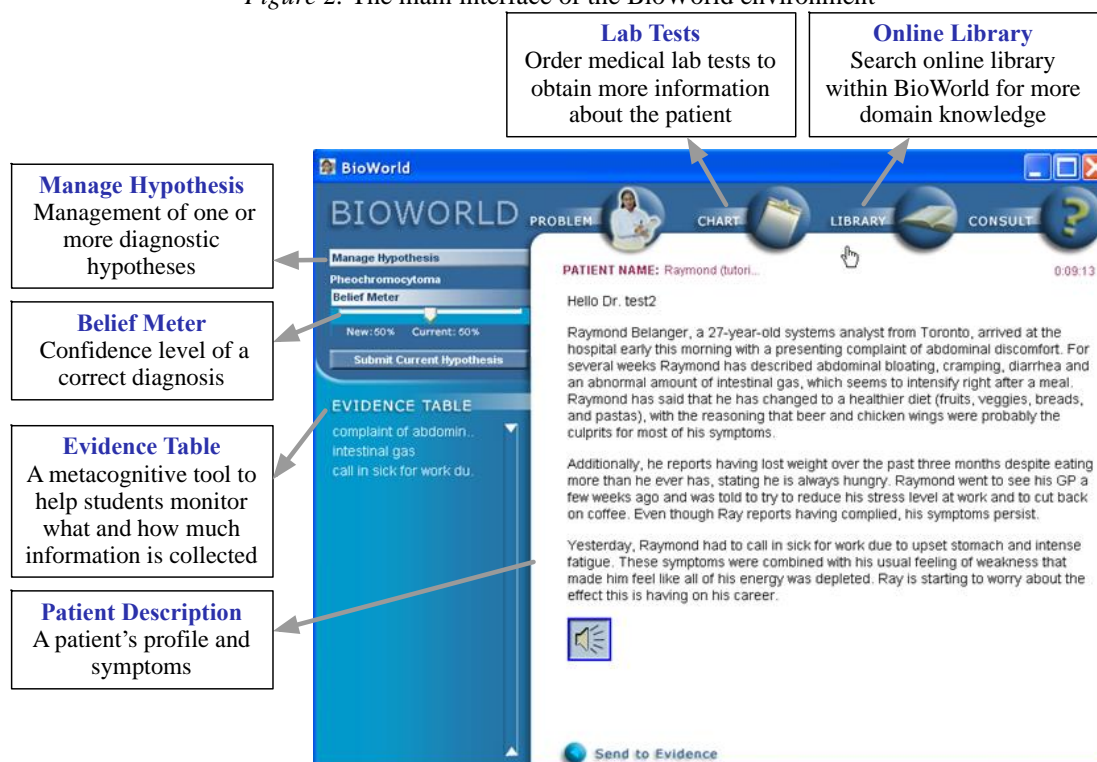 Figure 2. The main interface of the BioWorld environment
Lab Tests
Order medical lab tests to
obtain more information
about the patient
Online Library
Search online library
within BioWorld for more
domain knowledge
Manage Hypothesis
Management of one or
more diagnostic
hypotheses
Belief Meter
Confidence level of a
correct diagnosis
Evidence Table
A metacognitive tool to
help students monitor
what and how much
information is collected
Patient Description
A patient's profile and
symptoms
BioWorld
BIOWORLD
PROBLEM
CHART
LIBRARY
CONSULT
?
Manage Hypothesis
Pheochromocytoma
Belief Meter
New:50% Current: 50%
Submit Current Hypothesis
EVIDENCE TABLE
complaint of abdomin..
intestinal gas
call in sick for work du.
PATIENT NAME: Raymond (tutori...
0:09:13
Hello Dr. test2
Raymond Belanger, a 27-year-old systems analyst from Toronto, arrived at the
hospital early this morning with a presenting complaint of abdominal discomfort. For
several weeks Raymond has described abdominal bloating, cramping, diarrhea and
an abnormal amount of intestinal gas, which seems to intensify right after a meal.
Raymond has said that he has changed to a healthier diet (fruits, veggies, breads,
and pastas), with the reasoning that beer and chicken wings were probably the
culprits for most of his symptoms.
Additionally, he reports having lost weight over the past three months despite eating
more than he ever has, stating he is always hungry. Raymond went to see his GP a
few weeks ago and was told to try to reduce his stress level at work and to cut back
on coffee. Even though Ray reports having complied, his symptoms persist.
Yesterday, Raymond had to call in sick for work due to upset stomach and intense
fatigue. These symptoms were combined with his usual feeling of weakness that
made him feel like all of his energy was depleted. Ray is starting to worry about the
effect this is having on his career.
Send to Evidence